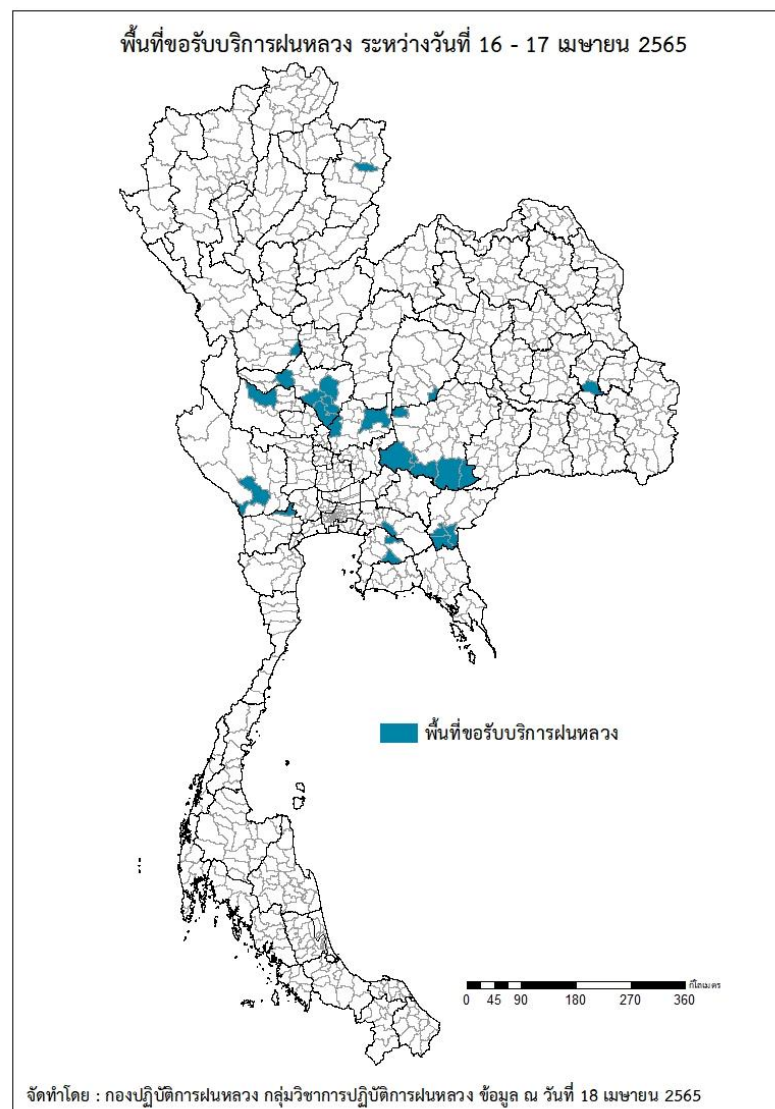 พื้นที่ขอรับบริการฝนหลวง ระหว่างวันที่ 16 - 17 เมษายน 2565
พื้นที่ขอรับบริการฝนหลวง
กิโลเมตร
0 45 90 180 270 360
จัดทำโดย : กองปฏิบัติการฝนหลวง กลุ่มวิชาการปฏิบัติการฝนหลวง ข้อมูล ณ วันที่ 18 เมษายน 2565